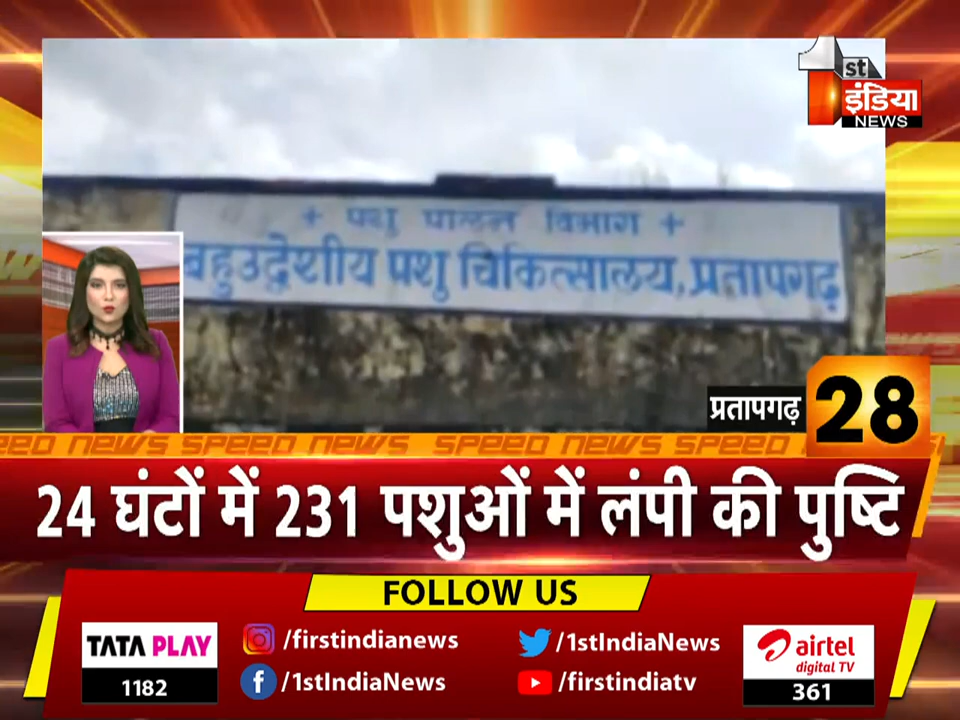 1st
इंडिया
NEWS
+ पशु पालन विभाग +
बहुउद्वेशीय पशु चिकित्सालय, प्रतापगढ़
प्रतापगढ़
28
SPEED NEWS SPEED NEWS SPEED NEWS SPEED
24 घंटों में 231 पशुओं में लंपी की पुष्टि
FOLLOW US
TATA PLAY
1182
/firstindianews
/1stIndiaNews
/1stIndiaNews
/firstindiatv
airtel
digital TV
361